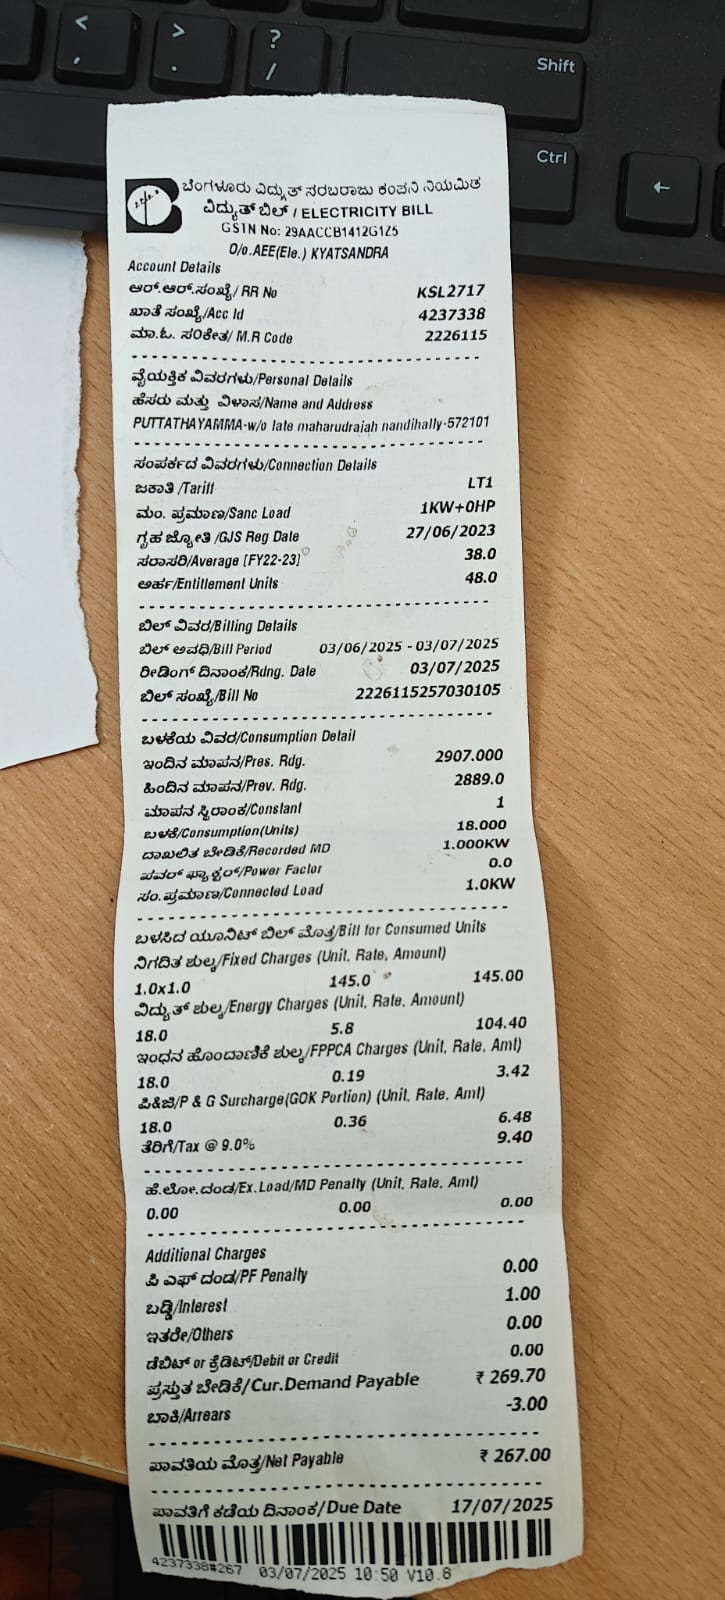 <
,
>
.
?
/
Shift
Ctrl
←
ಬೆಂಗಳೂರು ವಿದ್ಯುತ್ ಸರಬರಾಜು ಕಂಪನಿ ನಿಯಮಿತ
ವಿದ್ಯುತ್ ಬಿಲ್ / ELECTRICITY BILL
GSTN No: 29AACCB1412G1Z5
O/o.AEE(Ele.) KYATSANDRA
Account Details
ಆರ್.ಆರ್.ಸಂಖ್ಯೆ/ RR No KSL2717
ಖಾತೆ ಸಂಖ್ಯೆ/Acc Id 4237338
ಮಾ.ಓ. ಸಂಕೇತ/ M.R Code 2226115
ವೈಯಕ್ತಿಕ ವಿವರಗಳು/Personal Details
ಹೆಸರು ಮತ್ತು ವಿಳಾಸ/Name and Address
PUTTATHAYAMMA-w/o late maharudraiah nandihally-572101
ಸಂಪರ್ಕದ ವಿವರಗಳು/Connection Details
ಜಕಾತಿ /Tariff LT1
ಮಂ. ಪ್ರಮಾಣ/Sanc Load 1KW+0HP
ಗೃಹ ಜ್ಯೋತಿ /GJS Reg Date 27/06/2023
ಸರಾಸರಿ/Average [FY22-23] 38.0
ಅರ್ಹ/Entitlement Units 48.0
ಬಿಲ್ ವಿವರ/Billing Details
ಬಿಲ್ ಅವಧಿ/Bill Period 03/06/2025 - 03/07/2025
ರೀಡಿಂಗ್ ದಿನಾಂಕ/Rdng. Date 03/07/2025
ಬಿಲ್ ಸಂಖ್ಯೆ/Bill No 2226115257030105
ಬಳಕೆಯ ವಿವರ/Consumption Detail
ಇಂದಿನ ಮಾಪನ/Pres. Rdg. 2907.000
ಹಿಂದಿನ ಮಾಪನ/Prev. Rdg. 2889.0
ಮಾಪನ ಸ್ಥಿರಾಂಕ/Constant 1
ಬಳಕೆ/Consumption(Units) 18.000
ದಾಖಲಿತ ಬೇಡಿಕೆ/Recorded MD 1.000KW
ಪವರ್ ಫ್ಯಾಕ್ಟರ್/Power Factor 0.0
ಸಂ.ಪ್ರಮಾಣ/Connected Load 1.0KW
ಬಳಸಿದ ಯೂನಿಟ್ ಬಿಲ್ ಮೊತ್ತ/Bill for Consumed Units
ನಿಗದಿತ ಶುಲ್ಕ/Fixed Charges (Unit, Rate, Amount)
1.0x1.0 145.0 145.00
ವಿದ್ಯುತ್ ಶುಲ್ಕ/Energy Charges (Unit, Rate, Amount)
18.0 5.8 104.40
ಇಂಧನ ಹೊಂದಾಣಿಕೆ ಶುಲ್ಕ/FPPCA Charges (Unit, Rate, Amt)
18.0 0.19 3.42
ಪಿ&ಜಿ/P & G Surcharge(GOK Portion) (Unit, Rate, Amt)
18.0 0.36 6.48
ತೆರಿಗೆ/Tax @ 9.0% 9.40
ಹೆ.ಲೋ.ದಂಡ/Ex.Load/MD Penalty (Unit, Rate, Amt)
0.00 0.00 0.00
Additional Charges
ಪಿ ಎಫ್ ದಂಡ/PF Penalty 0.00
ಬಡ್ಡಿ/Interest 1.00
ಇತರೇ/Others 0.00
ಡೆಬಿಟ್ or ಕ್ರೆಡಿಟ್/Debit or Credit 0.00
ಪ್ರಸ್ತುತ ಬೇಡಿಕೆ/Cur.Demand Payable ₹ 269.70
ಬಾಕಿ/Arrears -3.00
ಪಾವತಿಯ ಮೊತ್ತ/Net Payable ₹ 267.00
ಪಾವತಿಗೆ ಕಡೆಯ ದಿನಾಂಕ/Due Date 17/07/2025
4237338#267 03/07/2025 10:50 V10.8